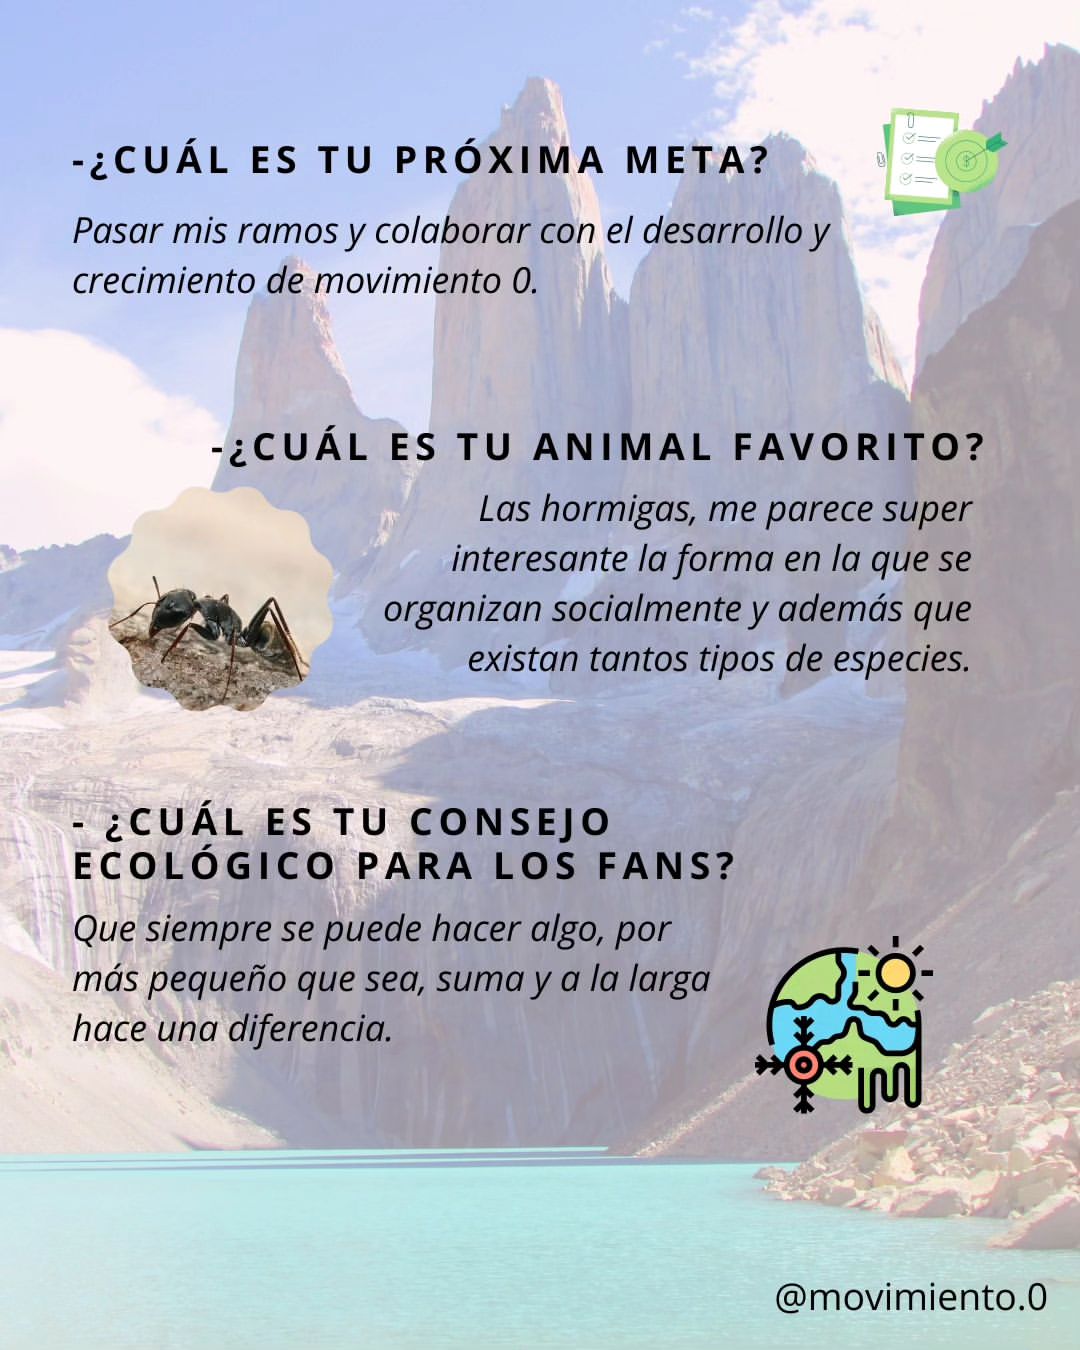 -¿CUÁL ES TU PRÓXIMA META?
Pasar mis ramos y colaborar con el desarrollo y
crecimiento de movimiento 0.
-¿CUÁL ES TU ANIMAL FAVORITO?
Las hormigas, me parece super
interesante la forma en la que se
organizan socialmente y además que
existan tantos tipos de especies.
- ¿CUÁL ES TU CONSEJO
ECOLÓGICO PARA LOS FANS?
Que siempre se puede hacer algo, por
más pequeño que sea, suma y a la larga
hace una diferencia.
@movimiento.0